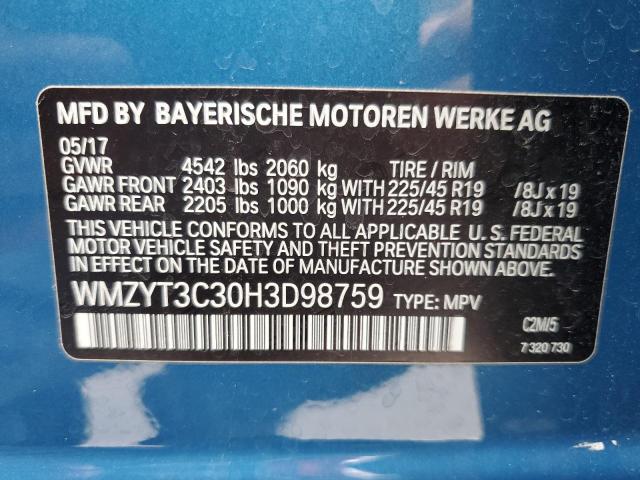 MFD BY BAYERISCHE MOTOREN WERKE AG
05/17
GVWR 4542 lbs 2060 kg TIRE / RIM
GAWR FRONT 2403 lbs 1090 kg WITH 225/45 R19 /8J x 19
GAWR REAR 2205 lbs 1000 kg WITH 225/45 R19 /8J x 19
THIS VEHICLE CONFORMS TO ALL APPLICABLE U. S. FEDERAL
MOTOR VEHICLE SAFETY AND THEFT PREVENTION STANDARDS
IN EFFECT ON THE DATE OF MANUFACTURE SHOWN ABOVE.
WMZYT3C30H3D98759 TYPE: MPV
C2M/5
7 320 730